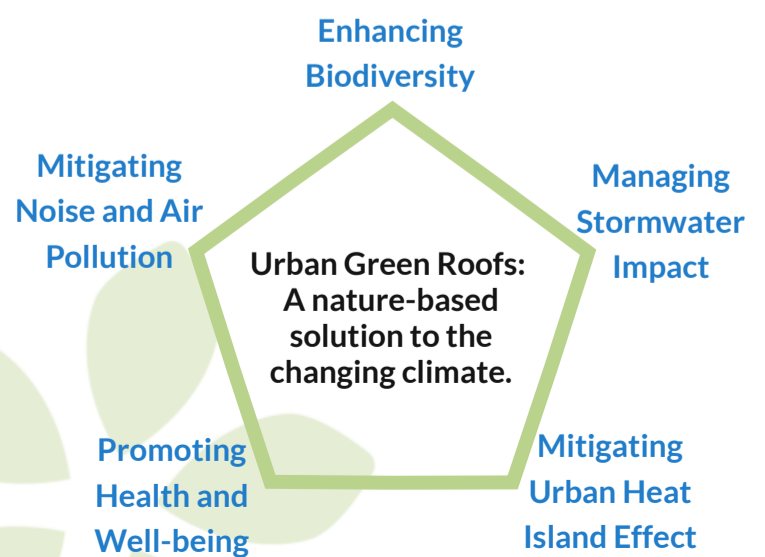 Enhancing
Biodiversity
Mitigating
Noise and Air
Pollution
Managing
Stormwater
Impact
Urban Green Roofs:
A nature-based
solution to the
changing climate.
Promoting
Health and
Well-being
Mitigating
Urban Heat
Island Effect